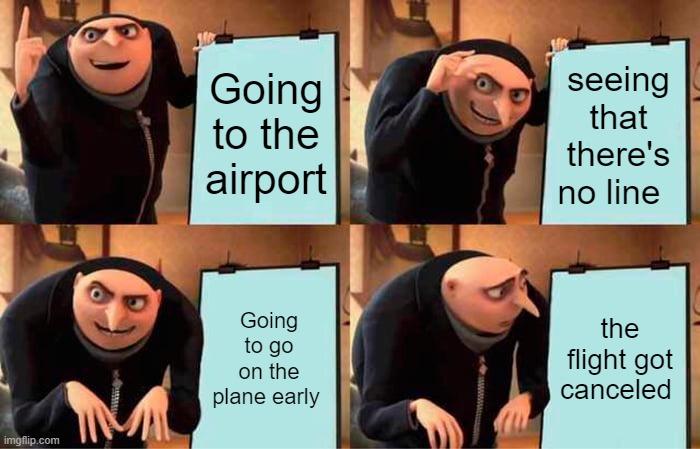 Going
to the
airport
seeing
that
there's
no line
Going
to go
on the
plane early
the
flight got
canceled
imgflip.com